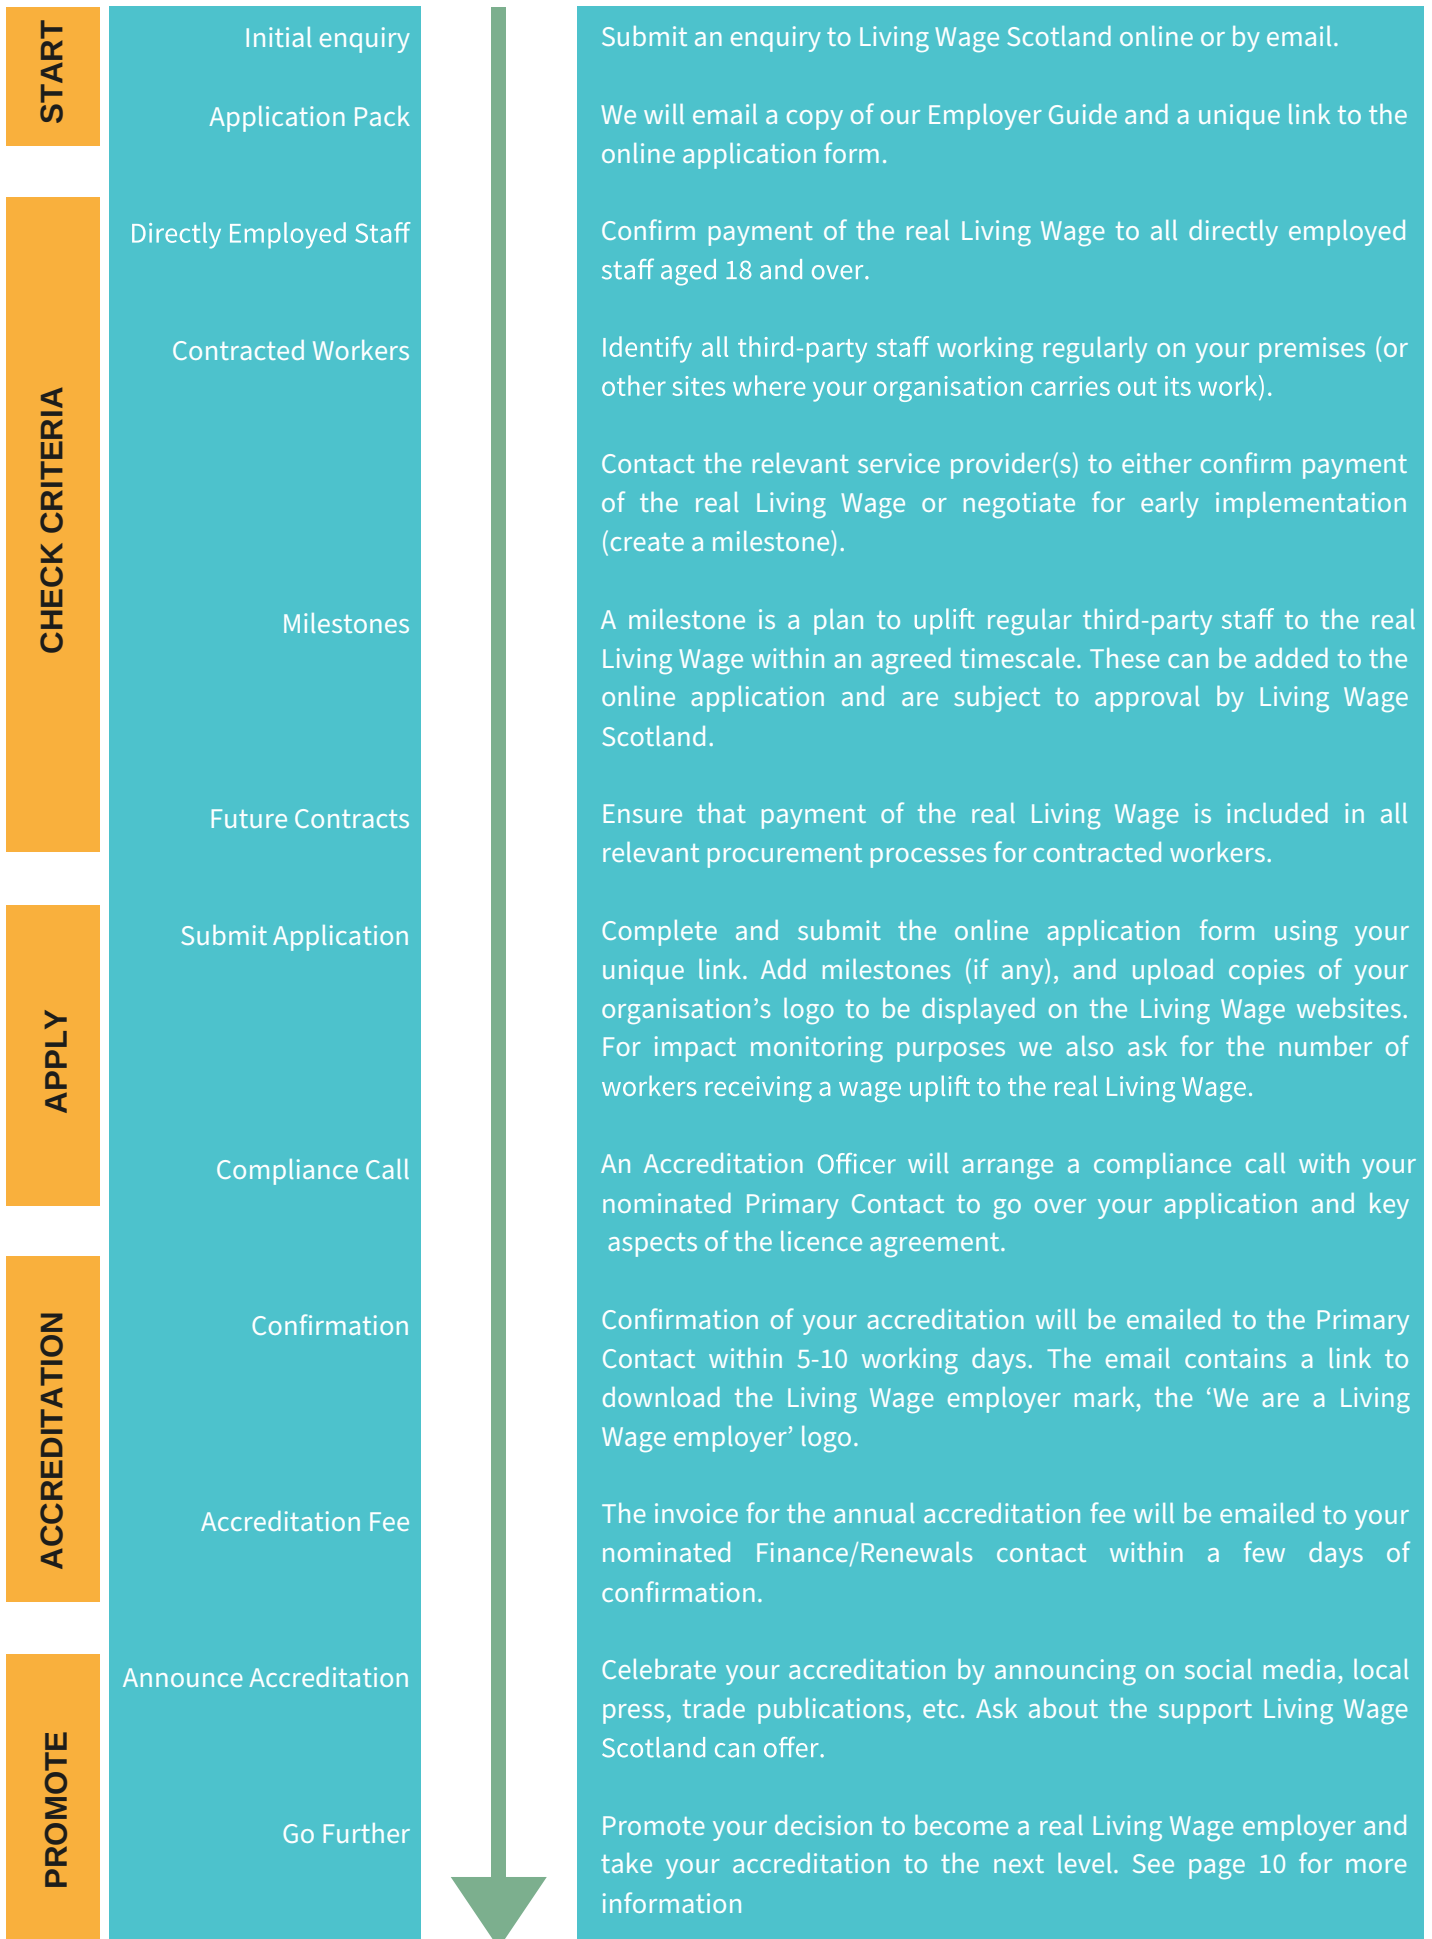 START
Initial enquiry
Submit an enquiry to Living Wage Scotland online or by email.
Application Pack
We will email a copy of our Employer Guide and a unique link to the
online application form.
CHECK CRITERIA
Directly Employed Staff
Confirm payment of the real Living Wage to all directly employed
staff aged 18 and over.
Contracted Workers
Identify all third-party staff working regularly on your premises (or
other sites where your organisation carries out its work).
Contact the relevant service provider(s) to either confirm payment
of the real Living Wage or negotiate for early implementation
(create a milestone).
Milestones
A milestone is a plan to uplift regular third-party staff to the real
Living Wage within an agreed timescale. These can be added to the
online application and are subject to approval by Living Wage
Scotland.
Future Contracts
Ensure that payment of the real Living Wage is included in all
relevant procurement processes for contracted workers.
APPLY
Submit Application
Complete and submit the online application form using your
unique link. Add milestones (if any), and upload copies of your
organisation’s logo to be displayed on the Living Wage websites.
For impact monitoring purposes we also ask for the number of
workers receiving a wage uplift to the real Living Wage.
Compliance Call
An Accreditation Officer will arrange a compliance call with your
nominated Primary Contact to go over your application and key
aspects of the licence agreement.
ACCREDITATION
Confirmation
Confirmation of your accreditation will be emailed to the Primary
Contact within 5-10 working days. The email contains a link to
download the Living Wage employer mark, the ‘We are a Living
Wage employer’ logo.
Accreditation Fee
The invoice for the annual accreditation fee will be emailed to your
nominated Finance/Renewals contact within a few days of
confirmation.
PROMOTE
Announce Accreditation
Celebrate your accreditation by announcing on social media, local
press, trade publications, etc. Ask about the support Living Wage
Scotland can offer.
Go Further
Promote your decision to become a real Living Wage employer and
take your accreditation to the next level. See page 10 for more
information